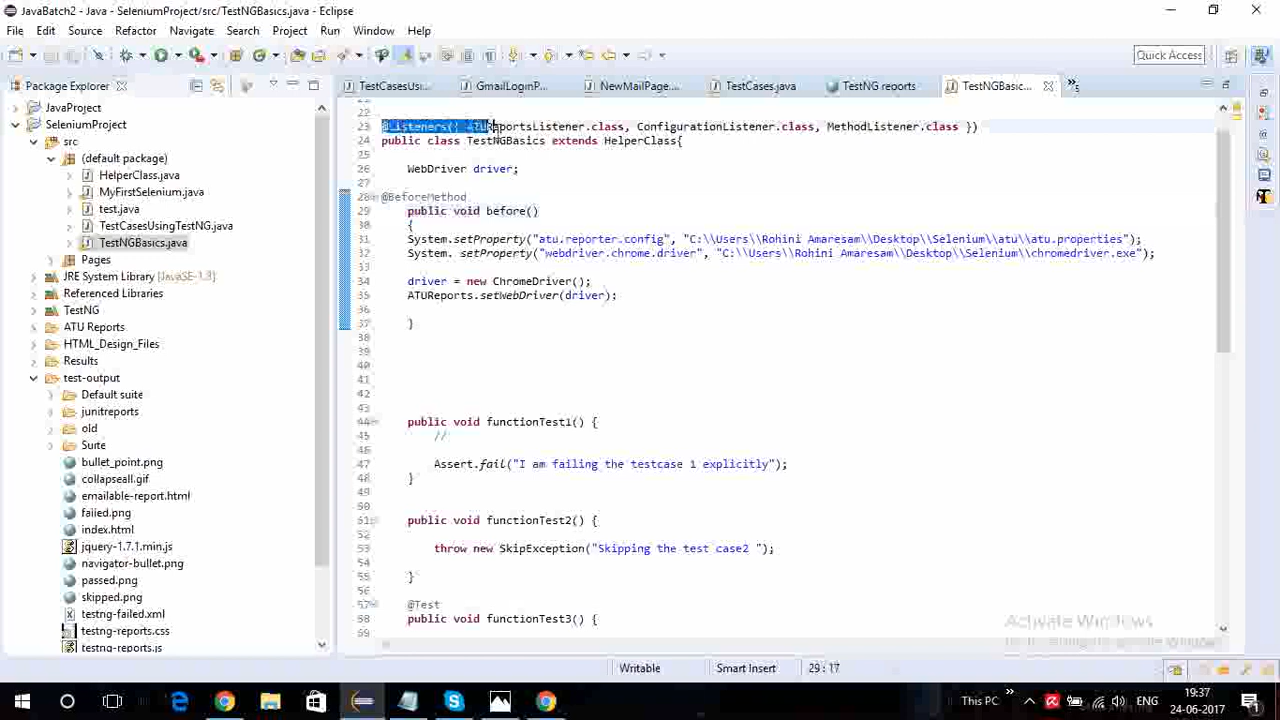 JavaBatch2 - Java - SeleniumProject/src/TestNGBasics.java - Eclipse
File Edit Source Refactor Navigate Search Project Run Window Help
Quick Access
Package Explorer
TestCasesUsi...
GmailLoginP...
NewMailPage....
TestCases.java
TestNG reports
TestNGBasic...
JavaProject
SeleniumProject
src
(default package)
HelperClass.java
MyFirstSelenium.java
test.java
TestCasesUsingTestNG.java
TestNGBasics.java
Pages
JRE System Library
Referenced Libraries
TestNG
ATU Reports
HTML_Design_Files
Results
test-output
Default suite
junitreports
old
Suite
bullet_point.png
collapseall.gif
emailable-report.html
failed.png
index.html
jquery-1.7.1.min.js
navigator-bullet.png
passed.png
skipped.png
testng-failed.xml
testng-reports.css
testng-reports.js
23 @Listeners({ ATUReportsListener.class, ConfigurationListener.class, MethodListener.class })
24 public class TestNGBasics extends HelperClass{
26 WebDriver driver;
27
28 @BeforeMethod
29 public void before()
30 {
31 System.setProperty("atu.reporter.config", "C:\\Users\\Rohini Amaresam\\Desktop\\Selenium\\atu\\atu.properties");
32 System. setProperty("webdriver.chrome.driver", "C:\\Users\\Rohini Amaresam\\Desktop\\Selenium\\chromedriver.exe");
34 driver = new ChromeDriver();
35 ATUReports.setWebDriver(driver);
37 }
38
39
40
41
42
44 public void functionTest1() {
45 //
47 Assert.fail("I am failing the testcase 1 explicitly");
48 }
49
50
51 public void functionTest2() {
52
53 throw new SkipException("Skipping the test case2 ");
54
55 }
56
57 @Test
58 public void functionTest3() {
59
Activate Windows
Writable
Smart Insert
29 : 17
This PC
ENG
19:37
24-06-2017